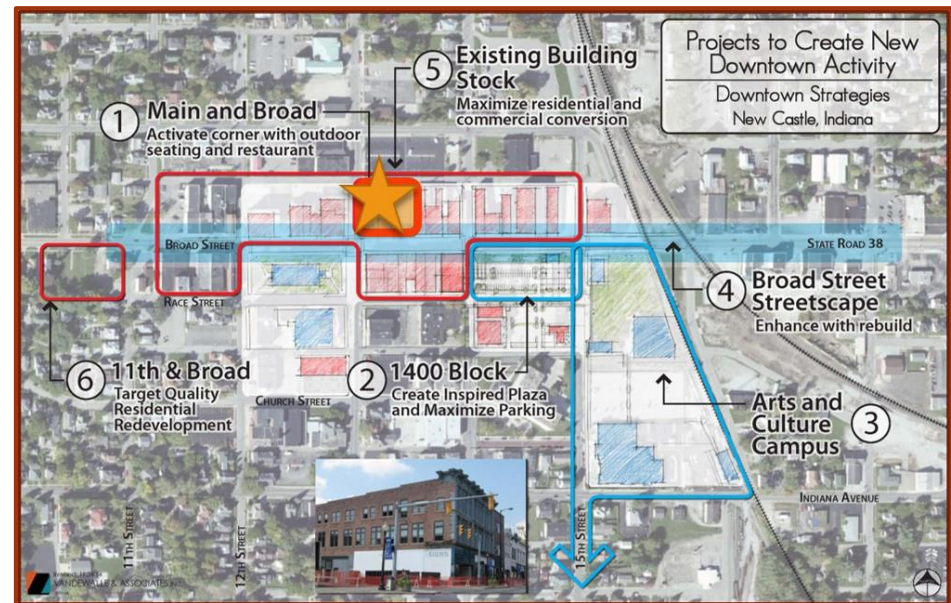 Projects to Create New
Downtown Activity
Downtown Strategies
New Castle, Indiana
5
Existing Building
Stock
Maximize residential and
commercial conversion
1
Main and Broad
Activate corner with outdoor
seating and restaurant
BROAD STREET
STATE ROAD 38
RACE STREET
4
Broad Street
Streetscape
Enhance with rebuild
6
11th & Broad
Target Quality
Residential
Redevelopment
2
1400 Block
Create Inspired Plaza
and Maximize Parking
CHURCH STREET
Arts and
Culture
Campus
3
INDIANA AVENUE
11TH STREET
12TH STREET
15TH STREET
VANDEWALLE & ASSOCIATES INC.